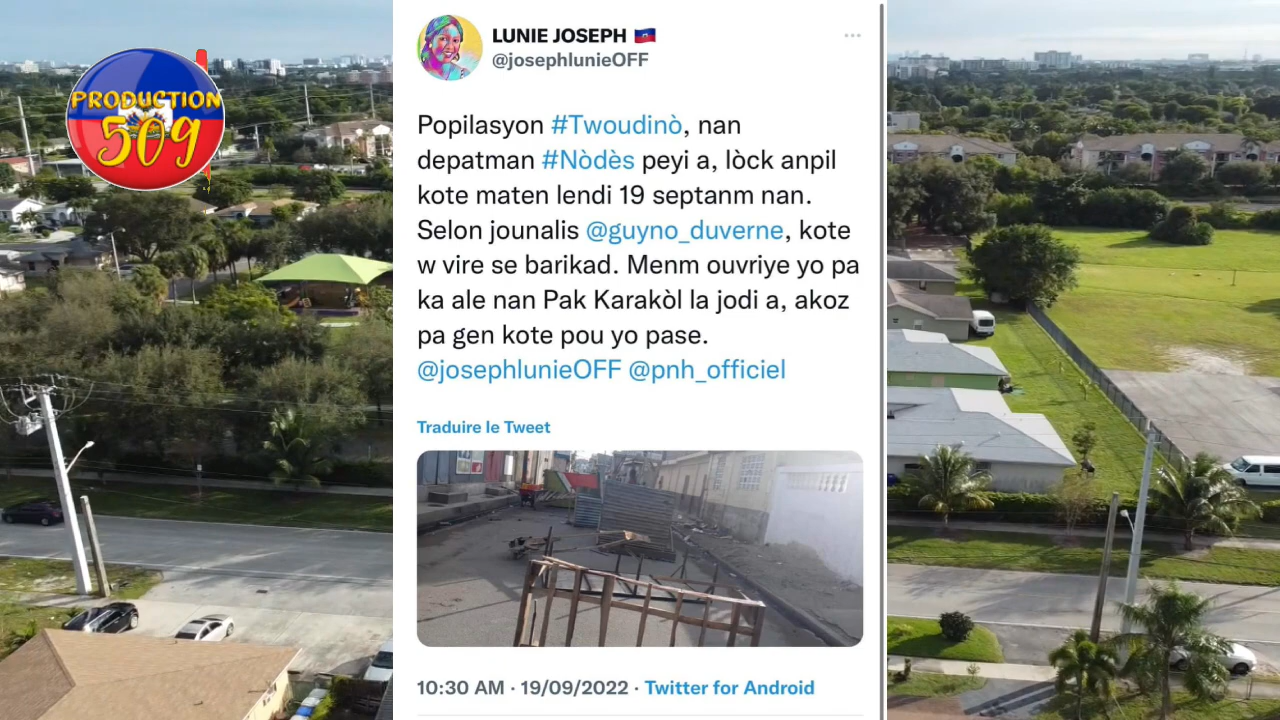 PRODUCTION
509
LUNIE JOSEPH
@josephlunieOFF
Popilasyon #Twoudinò, nan
depatman #Nòdès peyi a, lòck anpil
kote maten lendi 19 septanm nan.
Selon jounalis @guyno_duverne, kote
w vire se barikad. Menm ouvriye yo pa
ka ale nan Pak Karakòl la jodi a, akoz
pa gen kote pou yo pase.
@josephlunieOFF @pnh_officiel
Traduire le Tweet
10:30 AM · 19/09/2022 · Twitter for Android